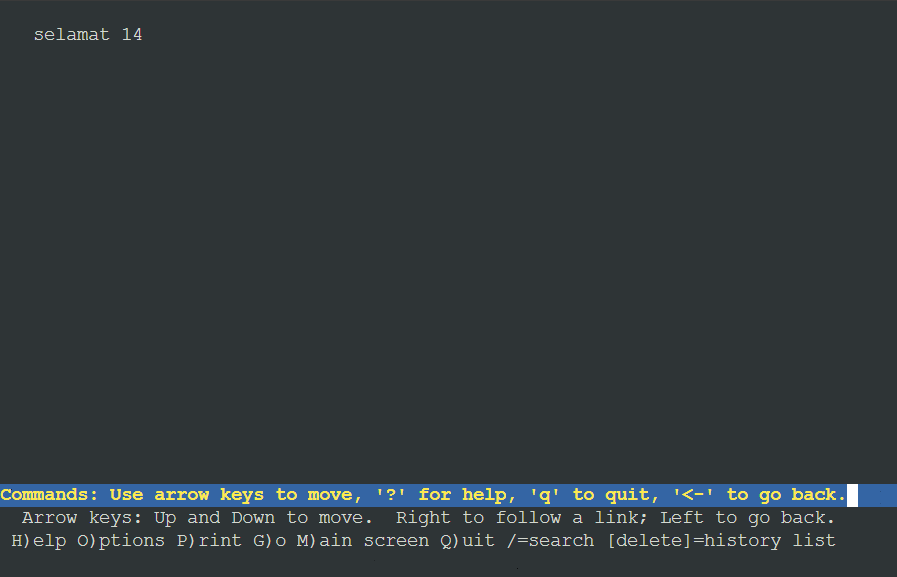 selamat 14
Commands: Use arrow keys to move, '?' for help, 'q' to quit, '<-' to go back.
Arrow keys: Up and Down to move.  Right to follow a link; Left to go back.
H)elp O)ptions P)rint G)o M)ain screen Q)uit /=search [delete]=history list